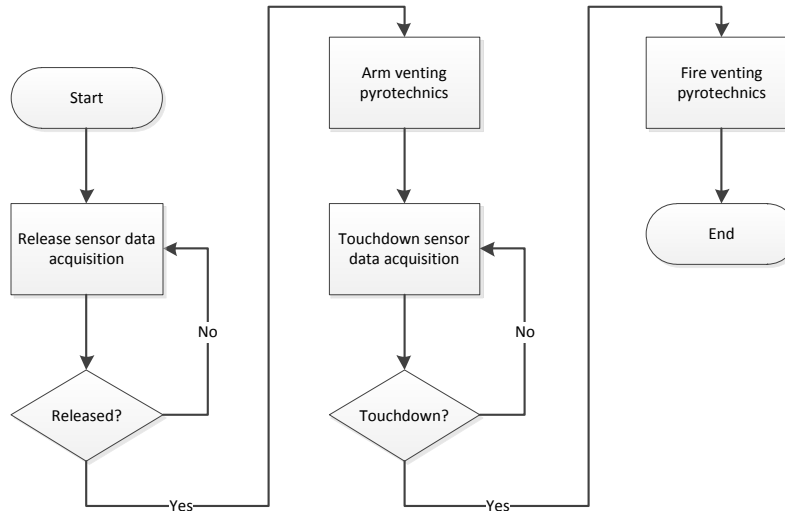 Start
Release sensor data
acquisition
No
Released?
Yes
Arm venting
pyrotechnics
Touchdown sensor
data acquisition
No
Touchdown?
Yes
Fire venting
pyrotechnics
End